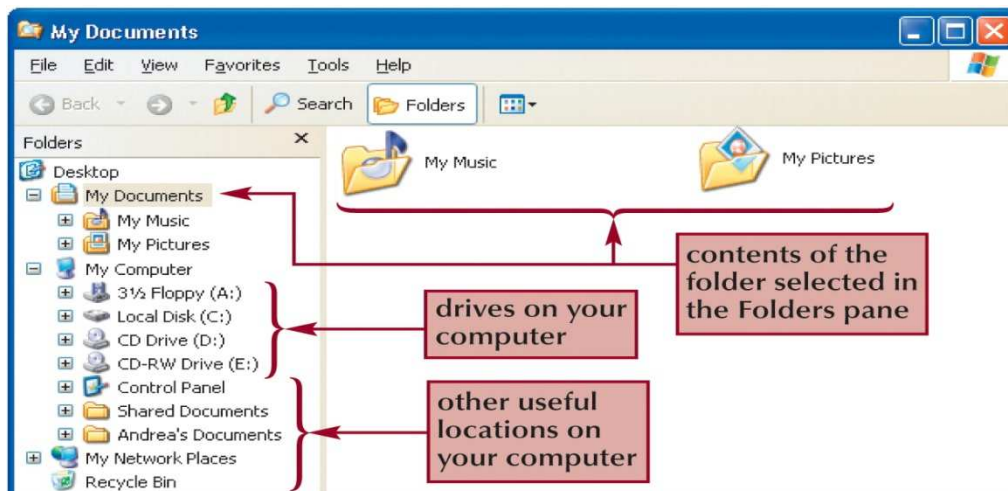 My Documents
File Edit View Favorites Tools Help
Back Search Folders
Folders
Desktop
My Documents
My Music
My Pictures
My Computer
3½ Floppy (A:)
Local Disk (C:)
CD Drive (D:)
CD-RW Drive (E:)
Control Panel
Shared Documents
Andrea's Documents
My Network Places
Recycle Bin
My Music
My Pictures
contents of the
folder selected in
the Folders pane
drives on your
computer
other useful
locations on
your computer